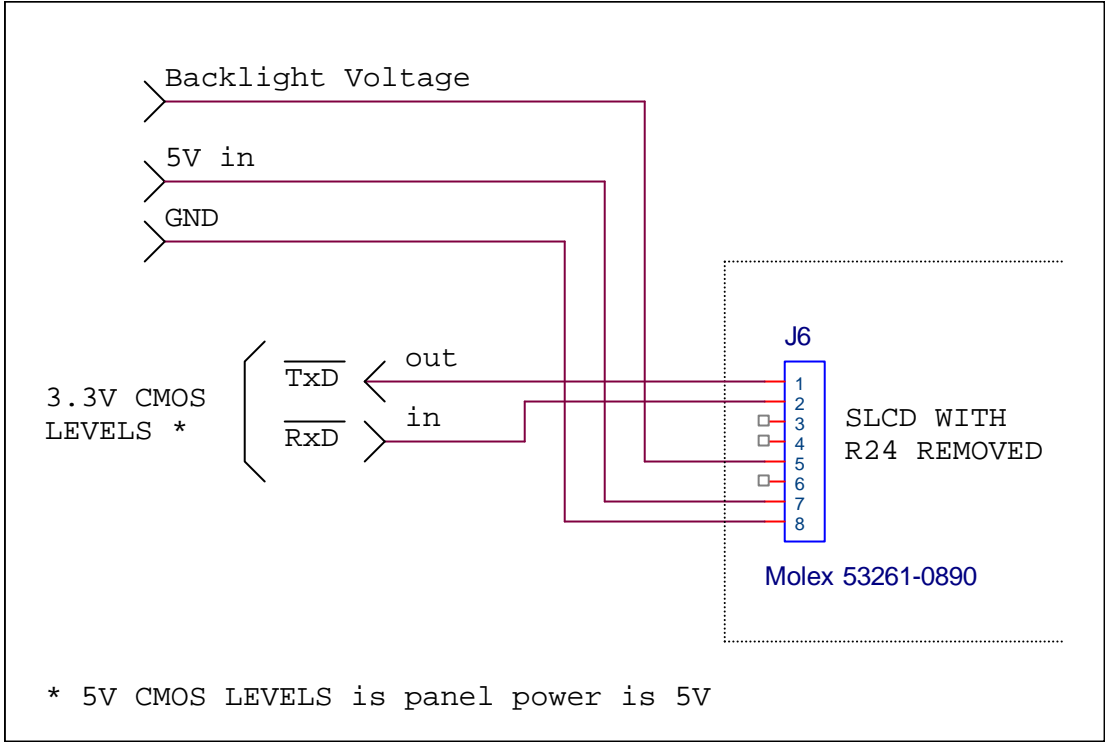 Backlight Voltage
5V in
GND
J6
TxD
out
1
2
3
4
5
6
7
8
3.3V CMOS
LEVELS *
RxD
in
SLCD WITH
R24 REMOVED
Molex 53261-0890
* 5V CMOS LEVELS is panel power is 5V